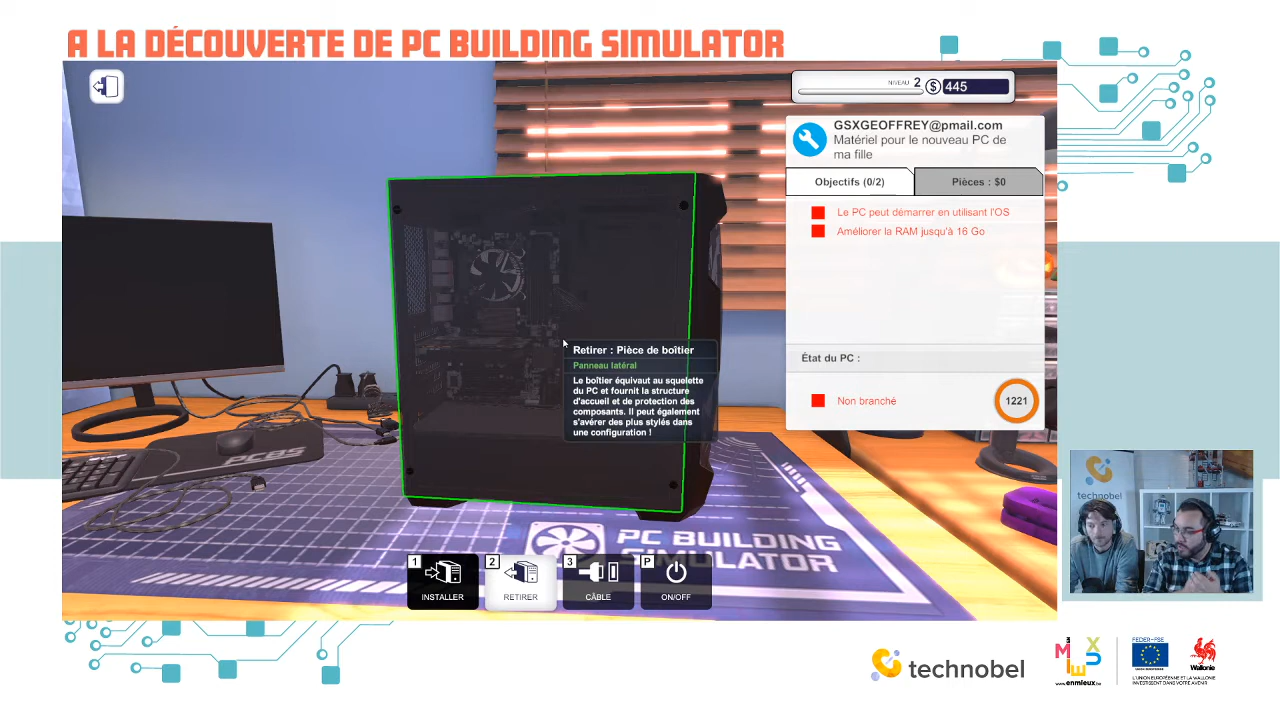 A LA DÉCOUVERTE DE PC BUILDING SIMULATOR
NIVEAU 2 $ 445
GSXGEOFFREY@pmail.com
Matériel pour le nouveau PC de
ma fille
Objectifs (0/2)
Pièces : $0
Le PC peut démarrer en utilisant l'OS
Améliorer la RAM jusqu'à 16 Go
État du PC :
Non branché
1221
Retirer : Pièce de boîtier
Panneau latéral
Le boîtier équivaut au squelette
du PC et fournit la structure
d'accueil et de protection des
composants. Il peut également
s'avérer des plus stylés dans
une configuration !
PCBS
PC BUILDING
SIMULATOR
1
INSTALLER
2
RETIRER
3
CÂBLE
P
ON/OFF
technobel
technobel
EN
MIEUX
www.enmieux.be
FEDER-FSE
UNION EUROPÉENNE
Wallonie
L'UNION EUROPÉENNE ET LA WALLONIE
INVESTISSENT DANS VOTRE AVENIR